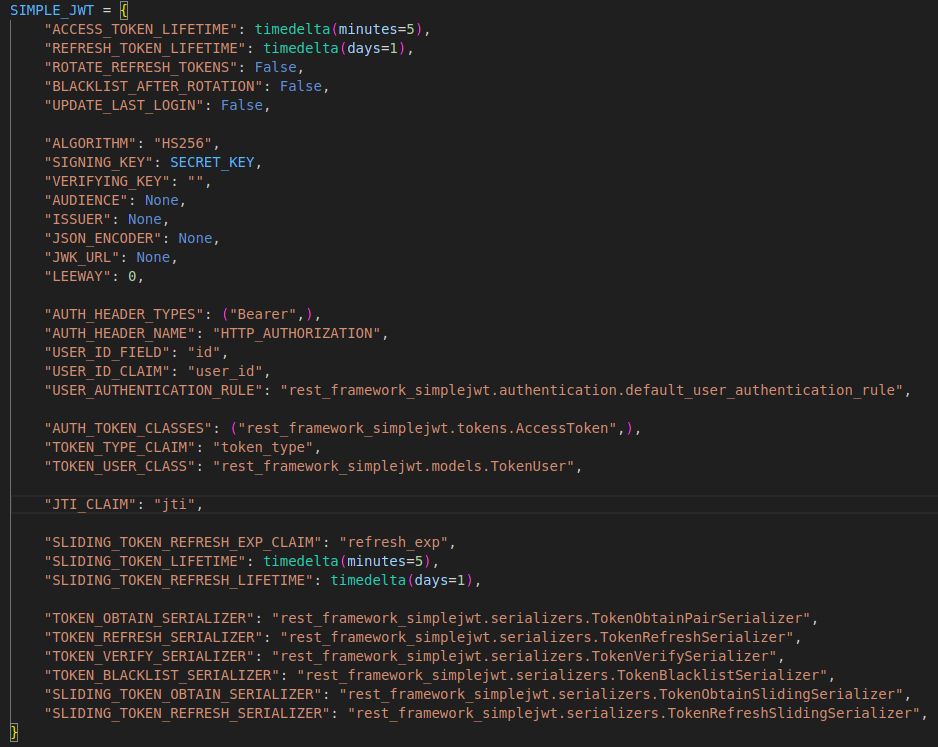 SIMPLE_JWT = {
    "ACCESS_TOKEN_LIFETIME": timedelta(minutes=5),
    "REFRESH_TOKEN_LIFETIME": timedelta(days=1),
    "ROTATE_REFRESH_TOKENS": False,
    "BLACKLIST_AFTER_ROTATION": False,
    "UPDATE_LAST_LOGIN": False,

    "ALGORITHM": "HS256",
    "SIGNING_KEY": SECRET_KEY,
    "VERIFYING_KEY": "",
    "AUDIENCE": None,
    "ISSUER": None,
    "JSON_ENCODER": None,
    "JWK_URL": None,
    "LEEWAY": 0,

    "AUTH_HEADER_TYPES": ("Bearer",),
    "AUTH_HEADER_NAME": "HTTP_AUTHORIZATION",
    "USER_ID_FIELD": "id",
    "USER_ID_CLAIM": "user_id",
    "USER_AUTHENTICATION_RULE": "rest_framework_simplejwt.authentication.default_user_authentication_rule",

    "AUTH_TOKEN_CLASSES": ("rest_framework_simplejwt.tokens.AccessToken",),
    "TOKEN_TYPE_CLAIM": "token_type",
    "TOKEN_USER_CLASS": "rest_framework_simplejwt.models.TokenUser",

    "JTI_CLAIM": "jti",

    "SLIDING_TOKEN_REFRESH_EXP_CLAIM": "refresh_exp",
    "SLIDING_TOKEN_LIFETIME": timedelta(minutes=5),
    "SLIDING_TOKEN_REFRESH_LIFETIME": timedelta(days=1),

    "TOKEN_OBTAIN_SERIALIZER": "rest_framework_simplejwt.serializers.TokenObtainPairSerializer",
    "TOKEN_REFRESH_SERIALIZER": "rest_framework_simplejwt.serializers.TokenRefreshSerializer",
    "TOKEN_VERIFY_SERIALIZER": "rest_framework_simplejwt.serializers.TokenVerifySerializer",
    "TOKEN_BLACKLIST_SERIALIZER": "rest_framework_simplejwt.serializers.TokenBlacklistSerializer",
    "SLIDING_TOKEN_OBTAIN_SERIALIZER": "rest_framework_simplejwt.serializers.TokenObtainSlidingSerializer",
    "SLIDING_TOKEN_REFRESH_SERIALIZER": "rest_framework_simplejwt.serializers.TokenRefreshSlidingSerializer",
}